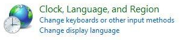 Clock, Language, and Region
Change keyboards or other input methods
Change display language